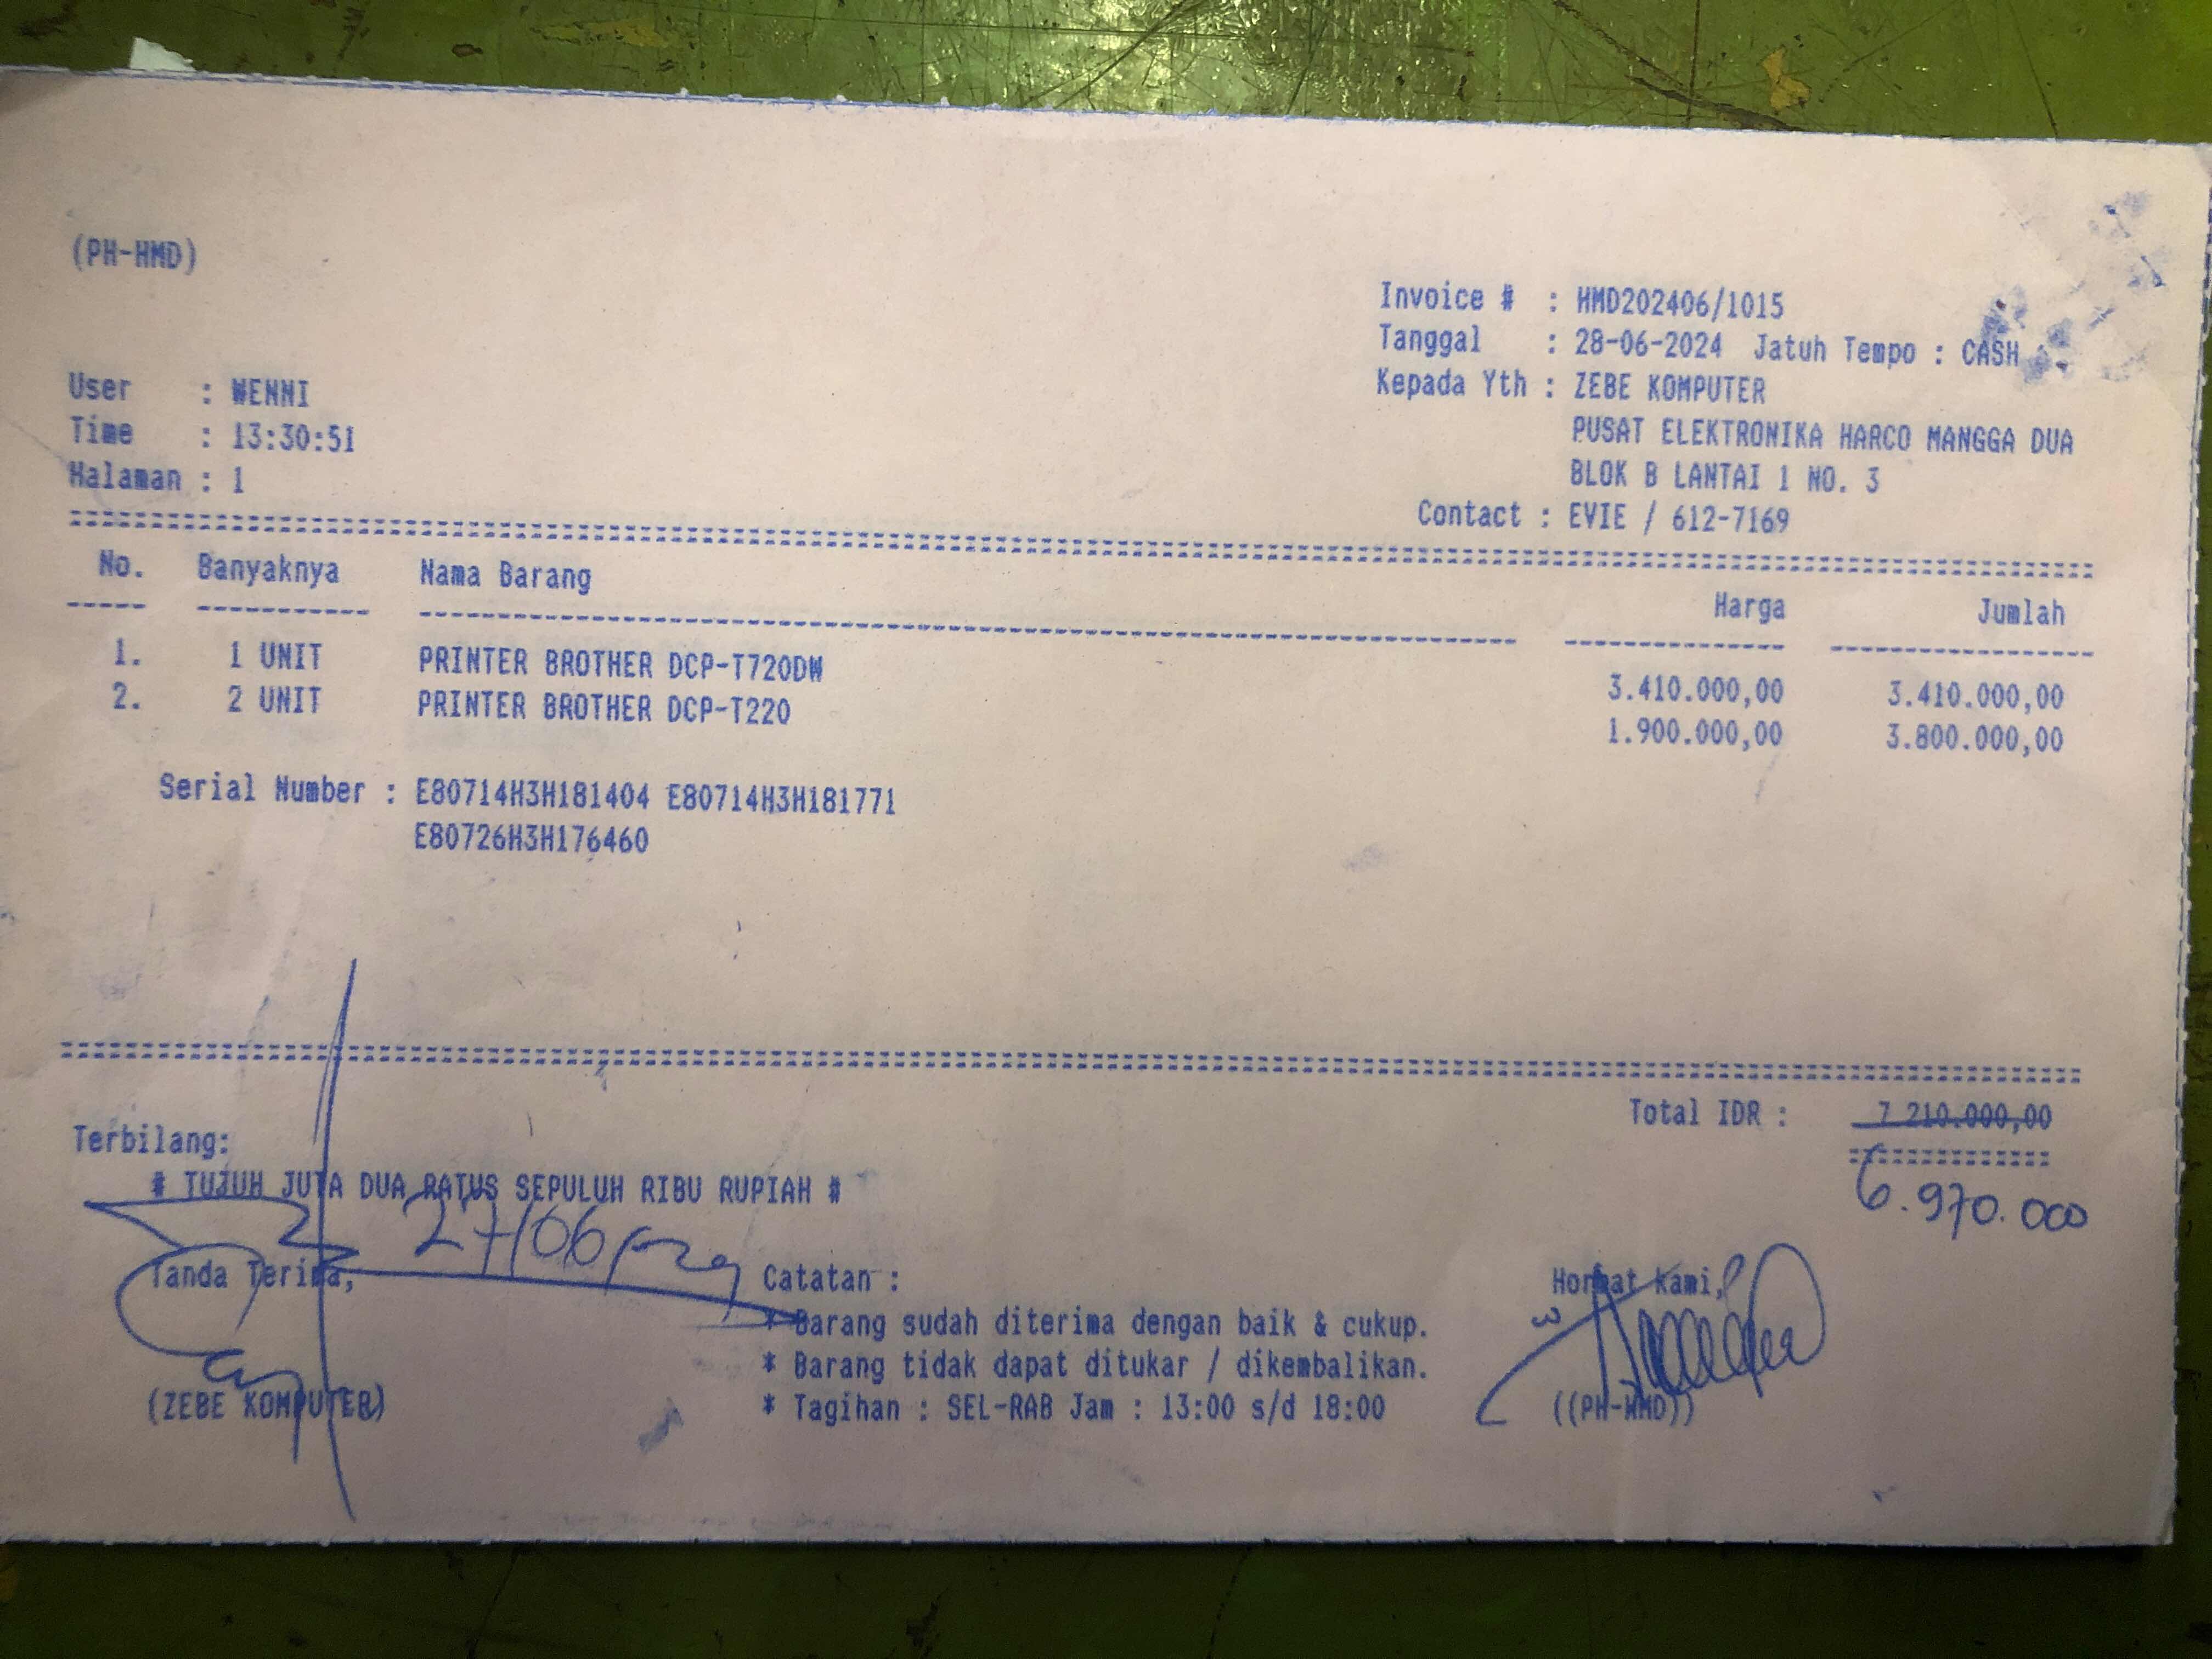 (PH-HMD)
Invoice # : HMD202406/1015
Tanggal : 28-06-2024 Jatuh Tempo : CASH
Kepada Yth : ZEBE KOMPUTER
PUSAT ELEKTRONIKA HARCO MANGGA DUA
BLOK B LANTAI 1 NO. 3
Contact : EVIE / 612-7169
User : WENNI
Time : 13:30:51
Halaman : 1
No. Banyaknya Nama Barang Harga Jumlah
1. 1 UNIT PRINTER BROTHER DCP-T720DW 3.410.000,00 3.410.000,00
2. 2 UNIT PRINTER BROTHER DCP-T220 1.900.000,00 3.800.000,00
Serial Number : E80714H3H181404 E80714H3H181771
E80726H3H176460
Total IDR : 7 210.000,00
6.970.000
Terbilang:
# TUJUH JUTA DUA RATUS SEPULUH RIBU RUPIAH #
27/06
Tanda Terima,
(ZEBE KOMPUTER)
Catatan :
* Barang sudah diterima dengan baik & cukup.
* Barang tidak dapat ditukar / dikembalikan.
* Tagihan : SEL-RAB Jam : 13:00 s/d 18:00
Hormat kami,
((PH-HMD))